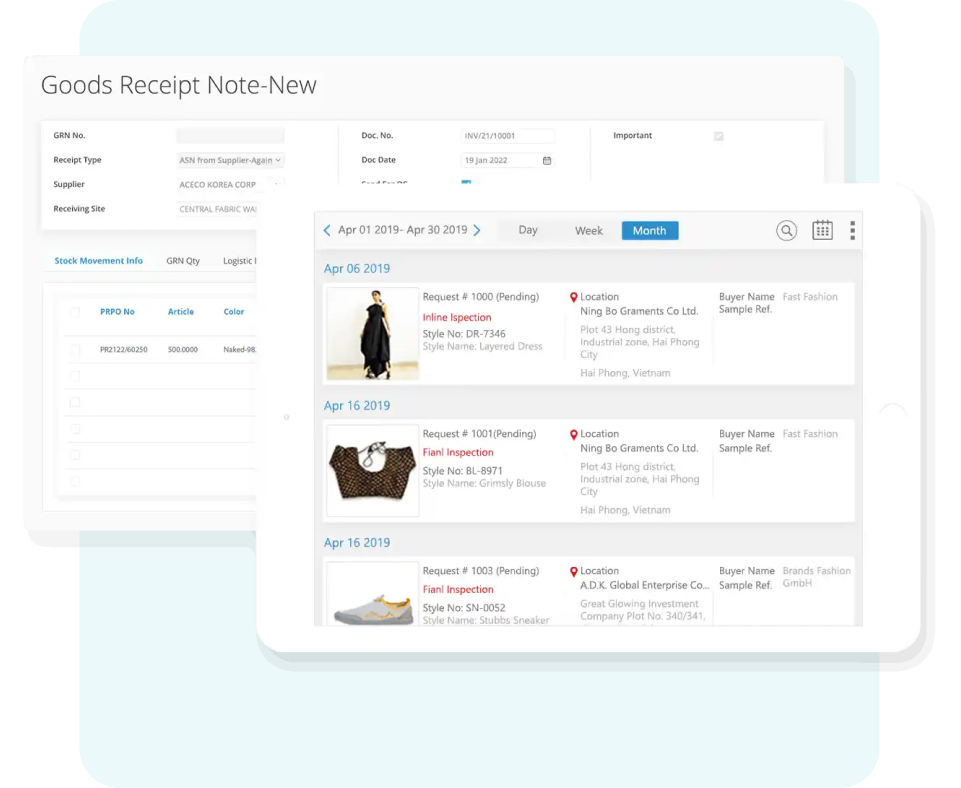 Goods Receipt Note-New
GRN No.
Doc. No.
INV/21/10001
Important
Receipt Type
ASN from Supplier-Again
Doc Date
19 Jan 2022
Supplier
ACECO KOREA CORP
Receiving Site
CENTRAL FABRIC
Stock Movement Info
GRN Qty
Logistic
PRPO No
Article
Color
PR2122/60250
500.0000
Naked-98
Apr 01 2019- Apr 30 2019
Day
Week
Month
Apr 06 2019
Request # 1000 (Pending)
Inline Ispection
Style No: DR-7346
Style Name: Layered Dress
Location
Ning Bo Graments Co Ltd.
Plot 43 Hong district,
Industrial zone, Hai Phong
City
Hai Phong, Vietnam
Buyer Name Fast Fashion
Sample Ref.
Apr 16 2019
Request # 1001(Pending)
Fianl Inspection
Style No: BL-8971
Style Name: Grimsly Blouse
Location
Ning Bo Graments Co Ltd.
Plot 43 Hong district,
Industrial zone, Hai Phong
City
Hai Phong, Vietnam
Buyer Name Fast Fashion
Sample Ref.
Apr 16 2019
Request # 1003 (Pending)
Fianl Inspection
Style No: SN-0052
Style Name: Stubbs Sneaker
Location
A.D.K. Global Enterprise Co...
Great Glowing Investment
Company Plot No. 340/341,
Buyer Name Brands Fashion
GmbH
Sample Ref.